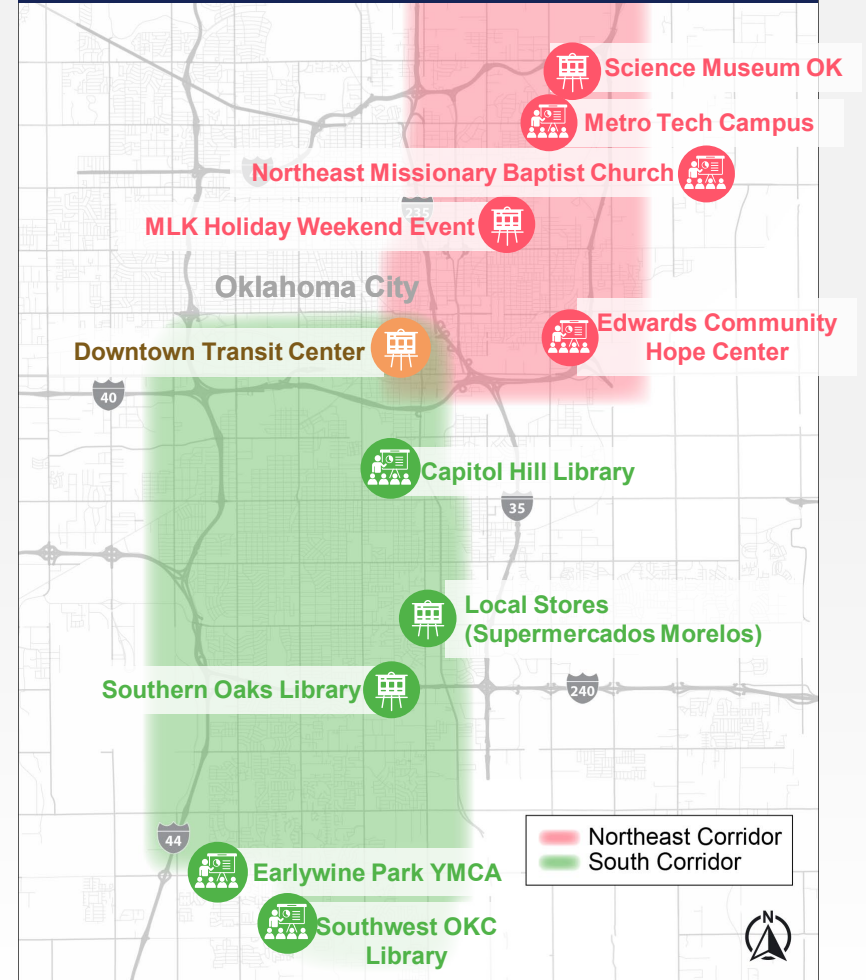 Science Museum OK
Metro Tech Campus
Northeast Missionary Baptist Church
235
MLK Holiday Weekend Event
Oklahoma City
Edwards Community
Hope Center
Downtown Transit Center
40
Capitol Hill Library
35
Local Stores
(Supermercados Morelos)
Southern Oaks Library
240
44
Northeast Corridor
South Corridor
Earlywine Park YMCA
Southwest OKC
Library
N